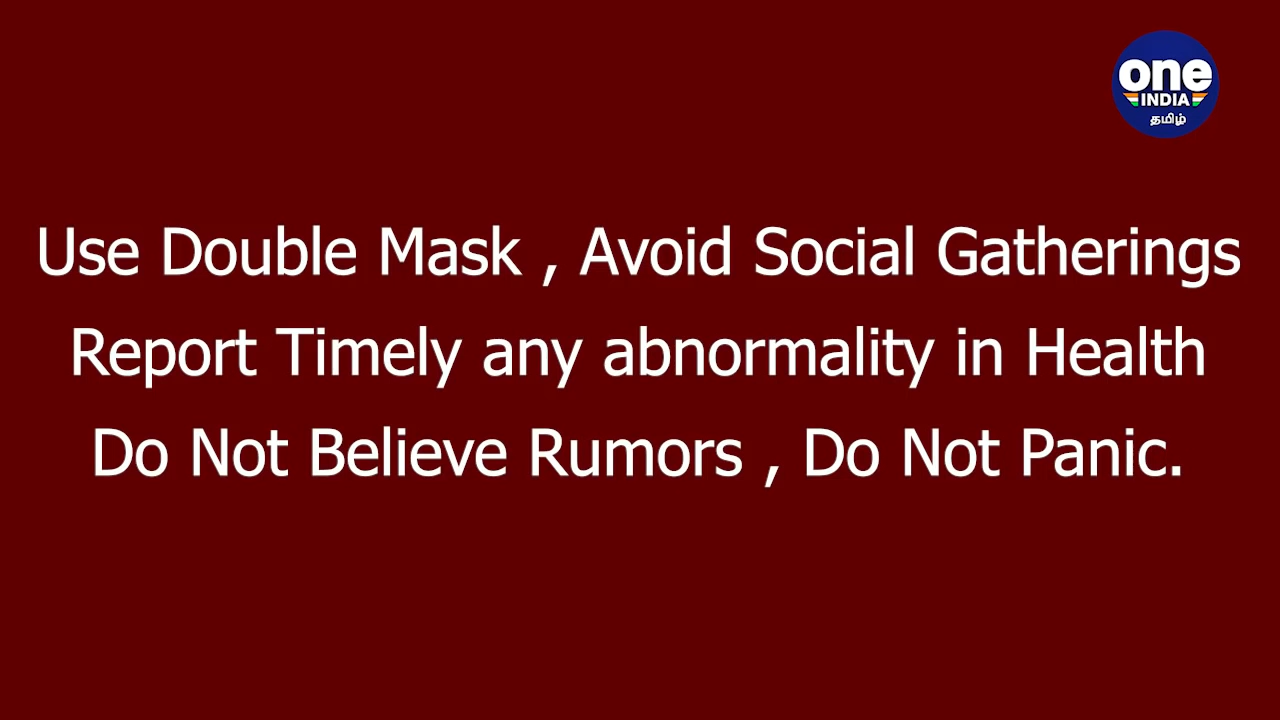 one
INDIA
தமிழ்
Use Double Mask , Avoid Social Gatherings
Report Timely any abnormality in Health
Do Not Believe Rumors , Do Not Panic.